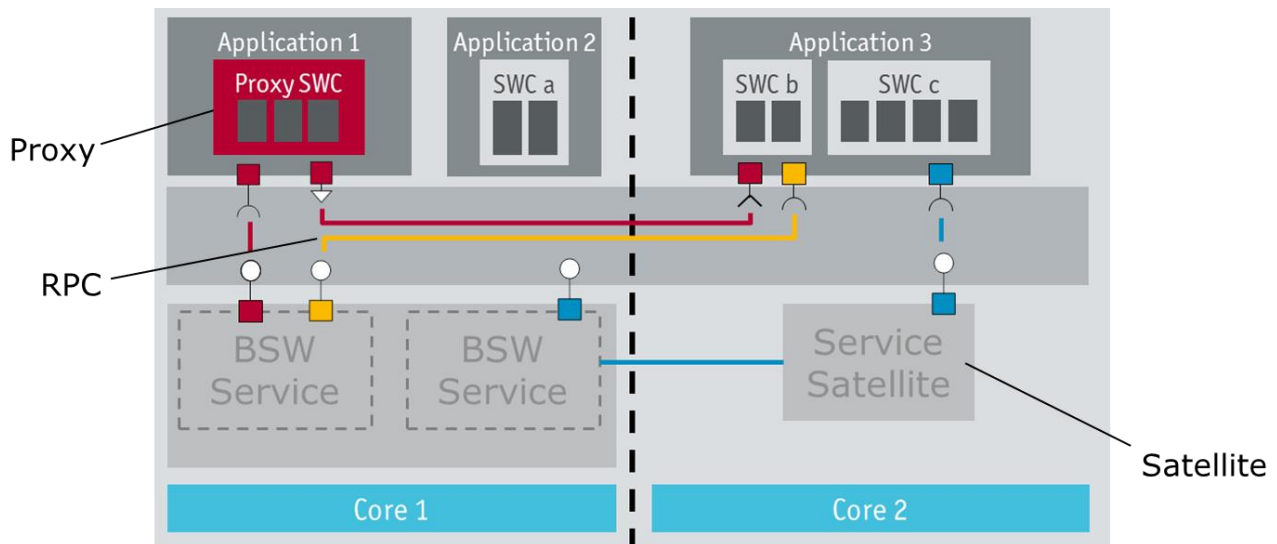 Application 1
Proxy SWC
Application 2
SWC a
Application 3
SWC b
SWC c
Proxy
RPC
BSW
Service
BSW
Service
Service
Satellite
Satellite
Core 1
Core 2